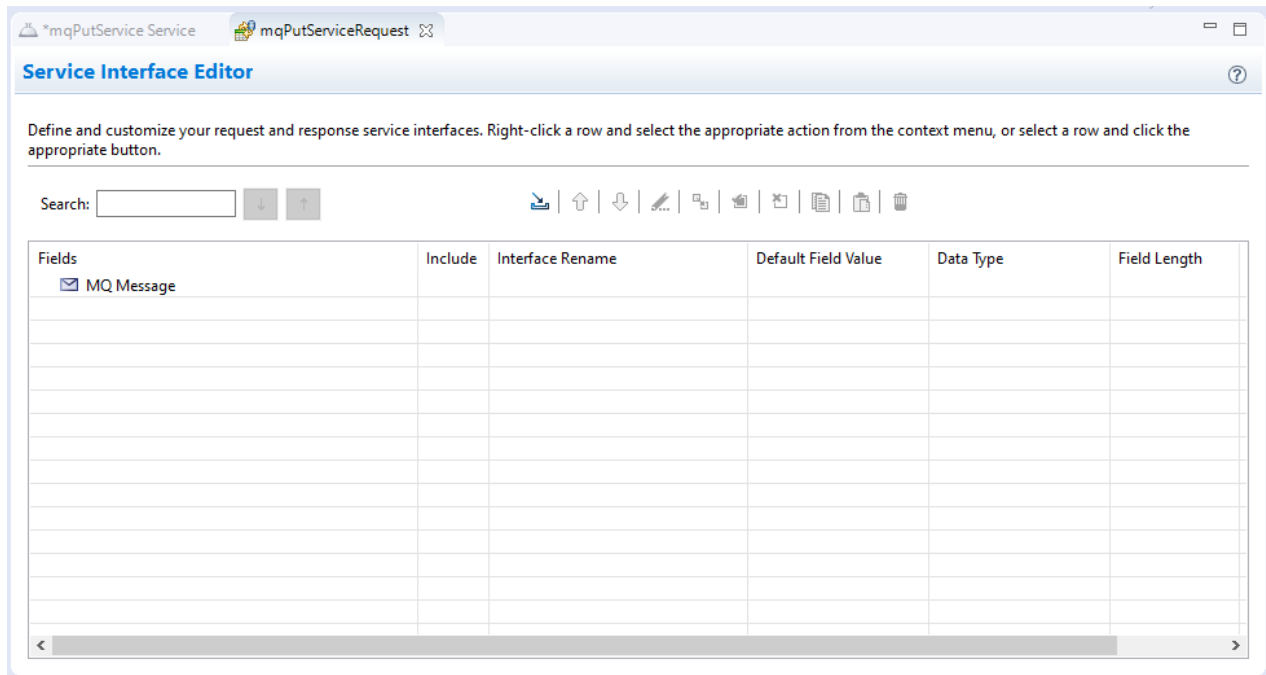 *mqPutService Service mqPutServiceRequest
Service Interface Editor
Define and customize your request and response service interfaces. Right-click a row and select the appropriate action from the context menu, or select a row and click the
appropriate button.
Search:
Fields Include Interface Rename Default Field Value Data Type Field Length
MQ Message